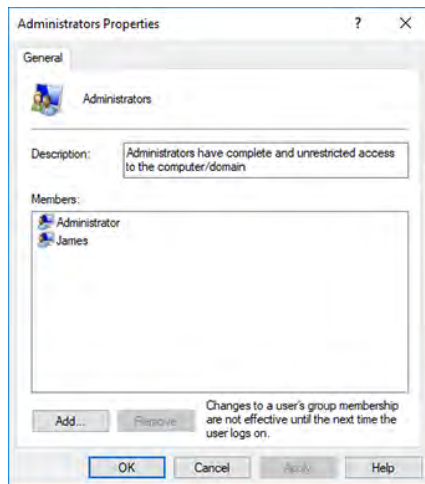 Administrators Properties ? ×
General
Administrators
Description:
Administrators have complete and unrestricted access
to the computer/domain
Members:
Administrator
James
Add...
Remove
Changes to a user's group membership
are not effective until the next time the
user logs on.
OK Cancel Apply Help